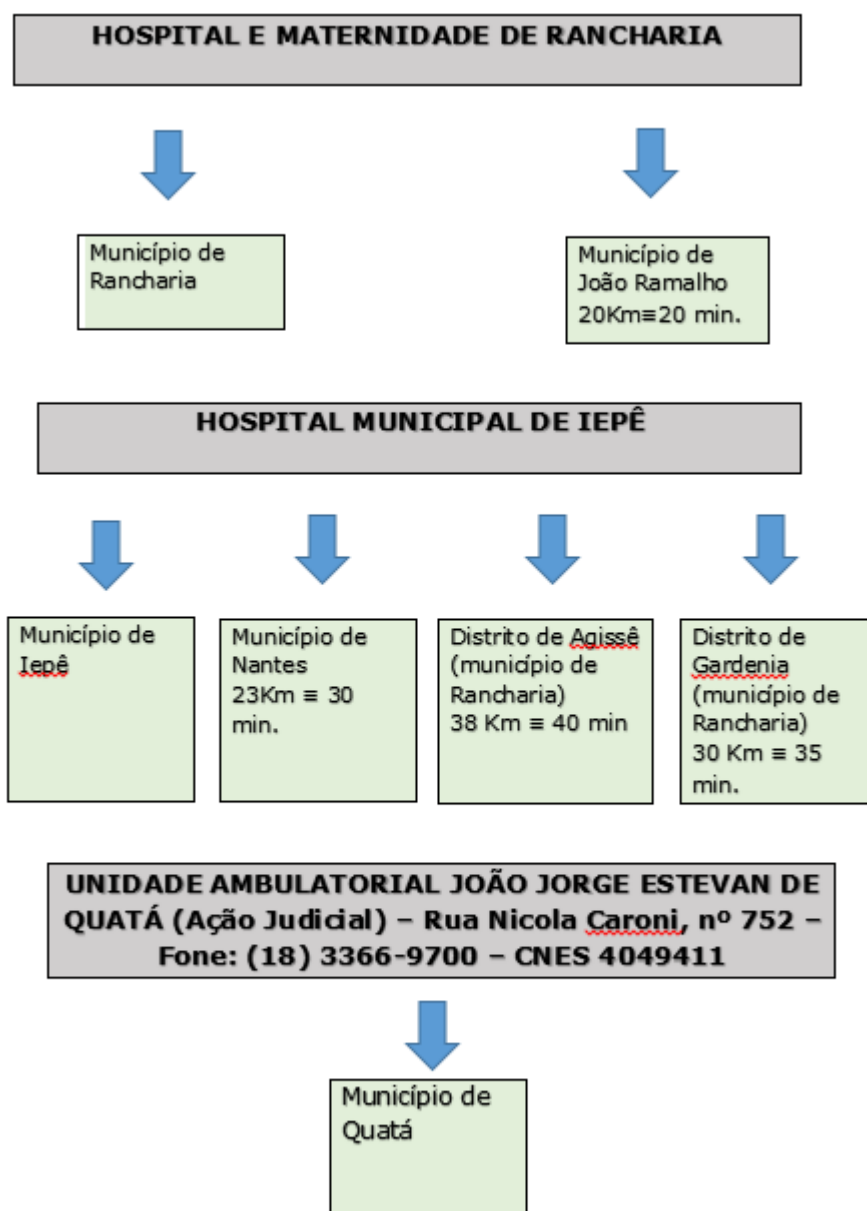 HOSPITAL E MATERNIDADE DE RANCHARIA
Município de
Rancharia
Município de
João Ramalho
20Km≡20 min.
HOSPITAL MUNICIPAL DE IEPÊ
Município de
Iepê
Município de
Nantes
23Km ≡ 30
min.
Distrito de Agissê
(município de
Rancharia)
38 Km ≡ 40 min
Distrito de
Gardenia
(município de
Rancharia)
30 Km ≡ 35
min.
UNIDADE AMBULATORIAL JOÃO JORGE ESTEVAN DE
QUATÁ (Ação Judicial) – Rua Nicola Caroni, nº 752 –
Fone: (18) 3366-9700 – CNES 4049411
Município de
Quatá